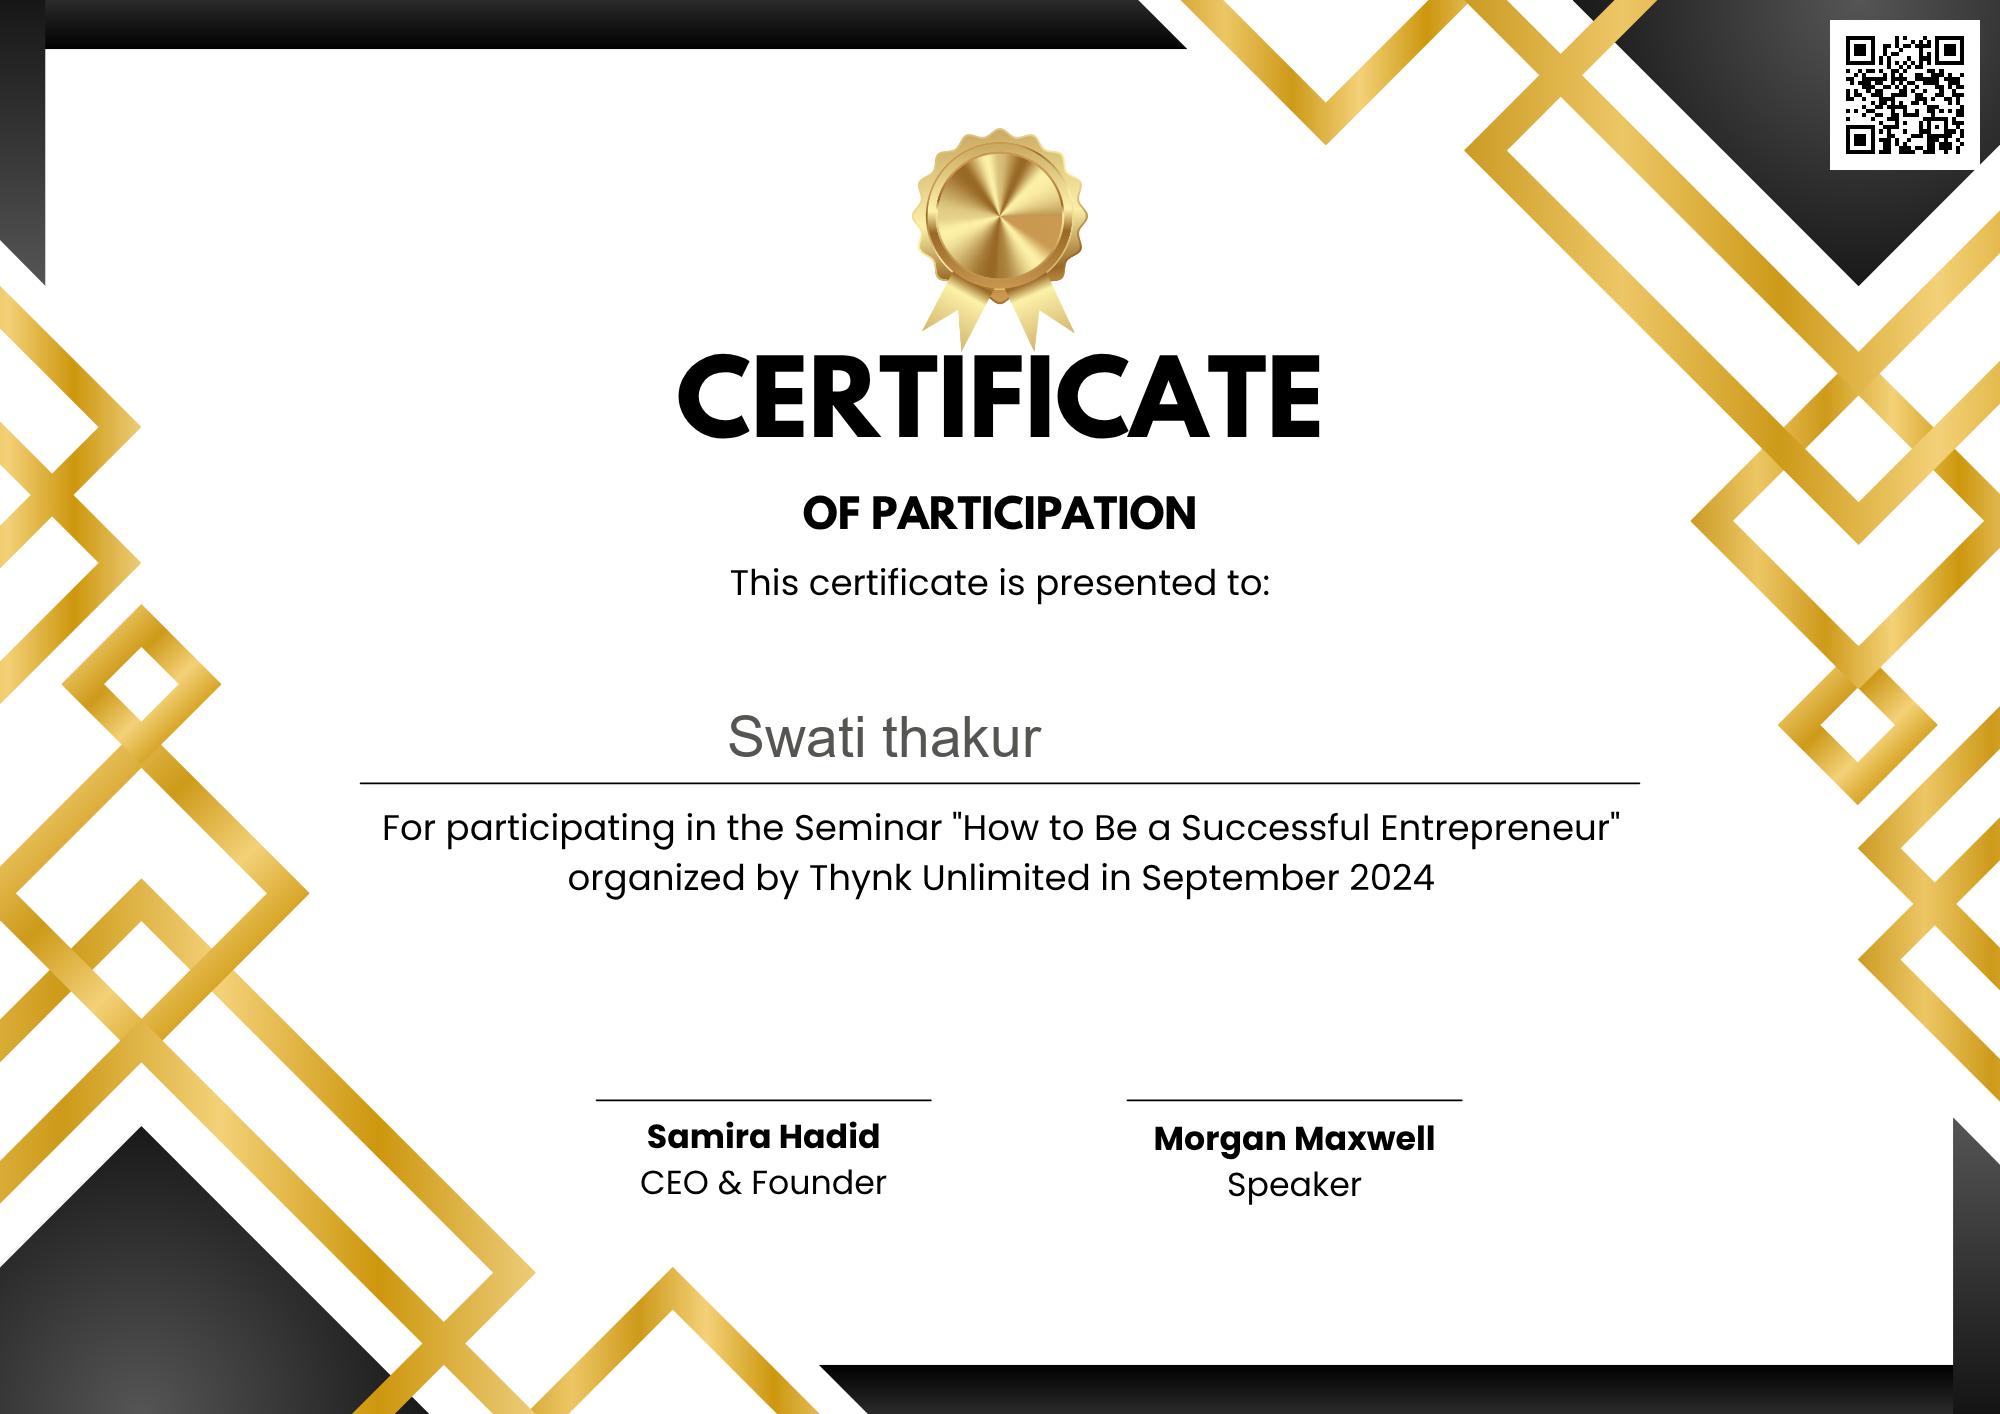 CERTIFICATE
OF PARTICIPATION
This certificate is presented to:
Swati thakur
For participating in the Seminar "How to Be a Successful Entrepreneur"
organized by Thynk Unlimited in September 2024
Samira Hadid
CEO & Founder
Morgan Maxwell
Speaker